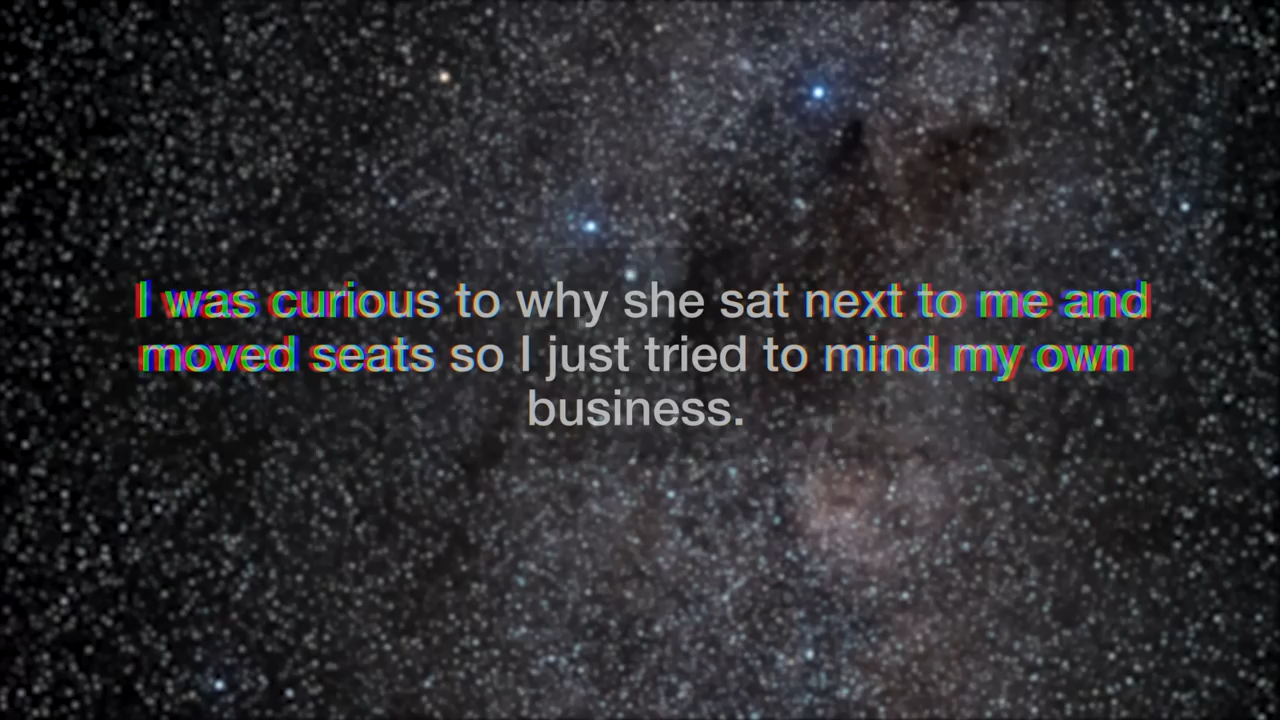 I was curious to why she sat next to me and
moved seats so I just tried to mind my own
business.